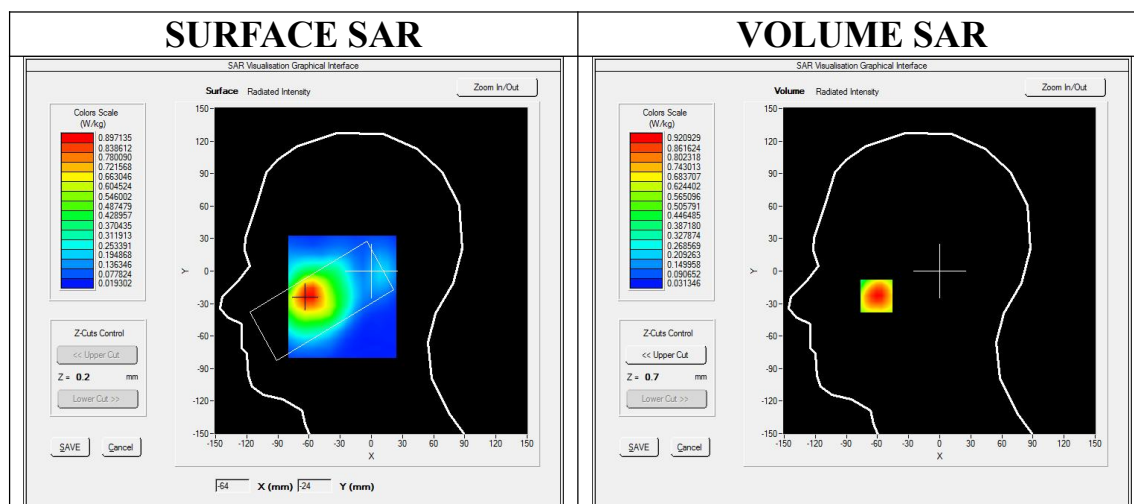 SURFACE SAR
VOLUME SAR
SAR Visualisation Graphical Interface
Surface Radiated Intensity
Zoom In/Out
Colors Scale
(W/kg)
0.897135
0.838612
0.780090
0.721568
0.663046
0.604524
0.546002
0.487479
0.428957
0.370435
0.311913
0.253391
0.194868
0.136346
0.077824
0.019302
150
120
90
60
30
0
-30
-60
-90
-120
-150
Y
-150 -120 -90 -60 -30 0 30 60 90 120 150
X
Z-Cuts Control
<< Upper Cut
Z = 0.2 mm
Lower Cut >>
SAVE Cancel
-64 X (mm) -24 Y (mm)
SAR Visualisation Graphical Interface
Volume Radiated Intensity
Zoom In/Out
Colors Scale
(W/kg)
0.920929
0.861624
0.802318
0.743013
0.683707
0.624402
0.565096
0.505791
0.446485
0.387180
0.327874
0.268569
0.209263
0.149958
0.090652
0.031346
150
120
90
60
30
0
-30
-60
-90
-120
-150
Y
-150 -120 -90 -60 -30 0 30 60 90 120 150
X
Z-Cuts Control
<< Upper Cut
Z = 0.7 mm
Lower Cut >>
SAVE Cancel